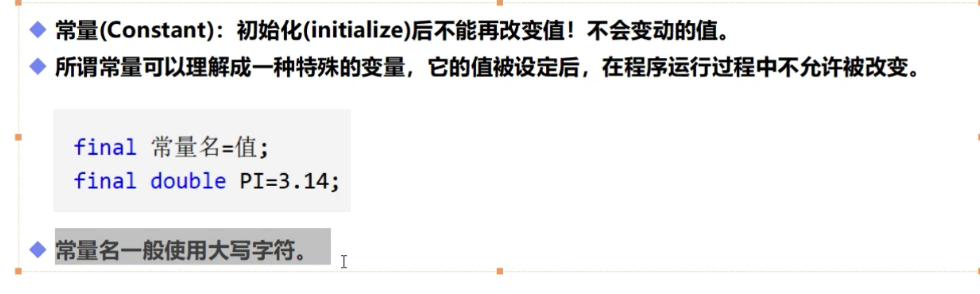 常量(Constant)：初始化(initialize)后不能再改变值！不会变动的值。
所谓常量可以理解成一种特殊的变量，它的值被设定后，在程序运行过程中不允许被改变。
final 常量名=值;
final double PI=3.14;
常量名一般使用大写字符。